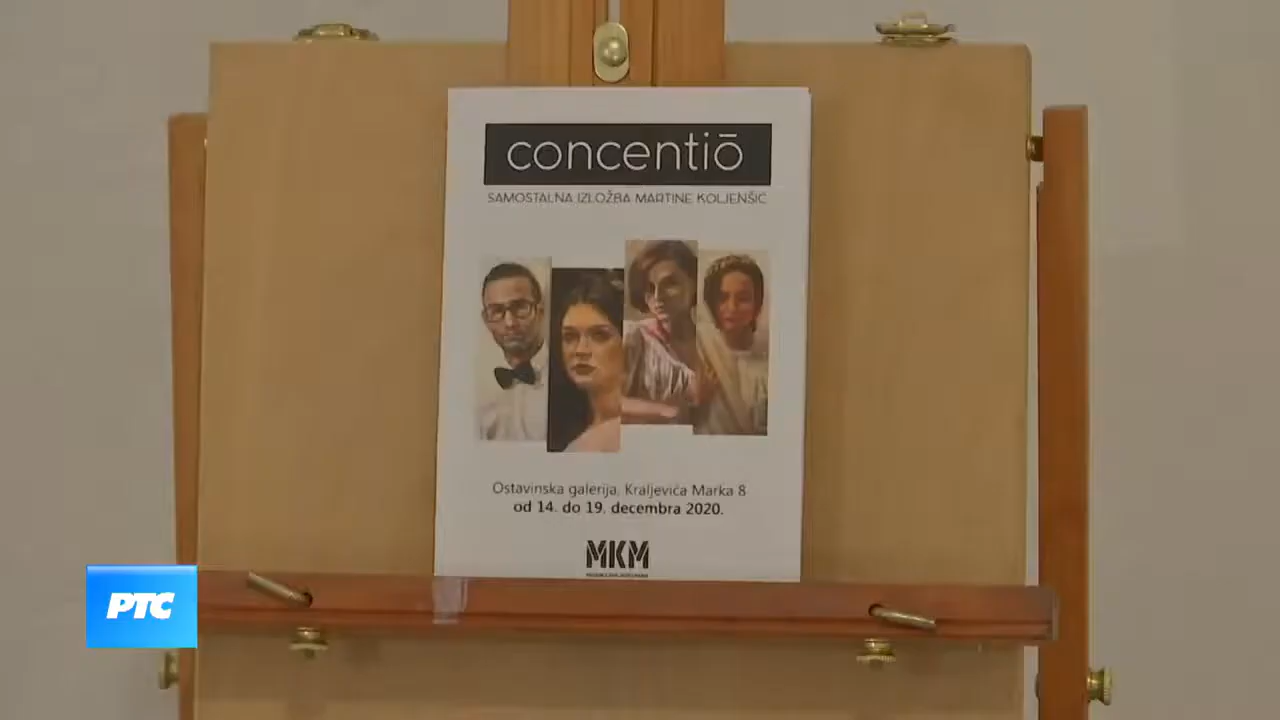 concentiō
SAMOSTALNA IZLOŽBA MARTINE KOLJENŠIĆ
Ostavinska galerija, Kraljevića Marka 8
od 14. do 19. decembra 2020.
MKM
РТС